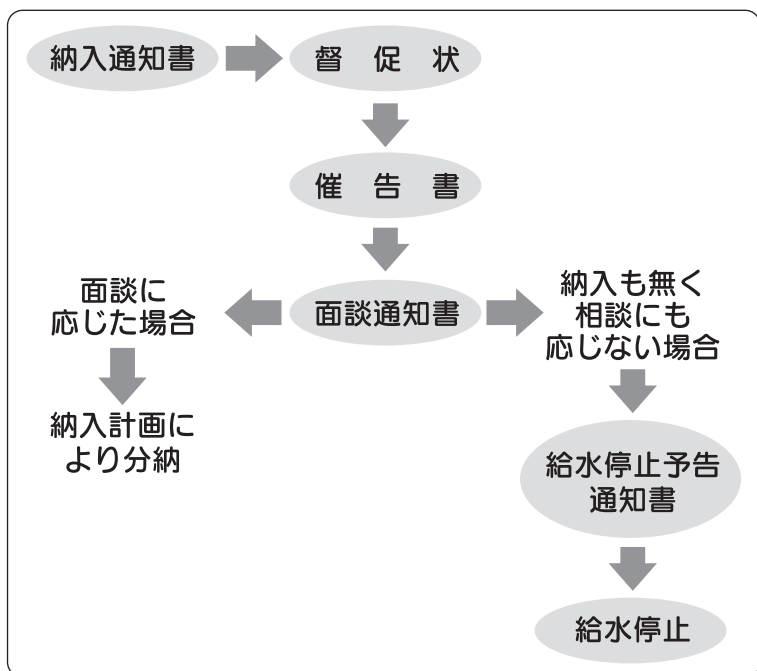 納入通知書
督促状
催告書
面談通知書
面談に
応じた場合
納入計画に
より分納
納入も無く
相談にも
応じない場合
給水停止予告
通知書
給水停止